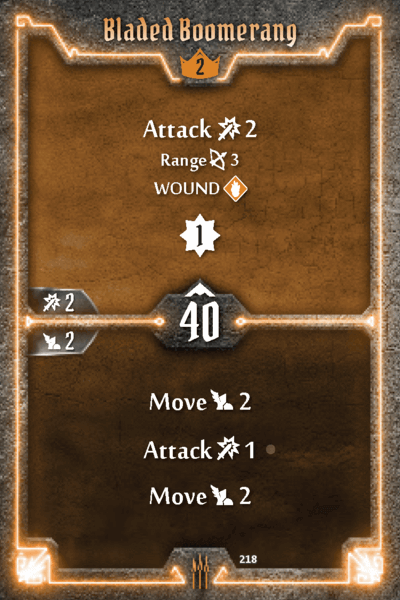 Bladed Boomerang
2
Attack 2
Range 3
WOUND
1
2
40
2
Move 2
Attack 1
Move 2
218